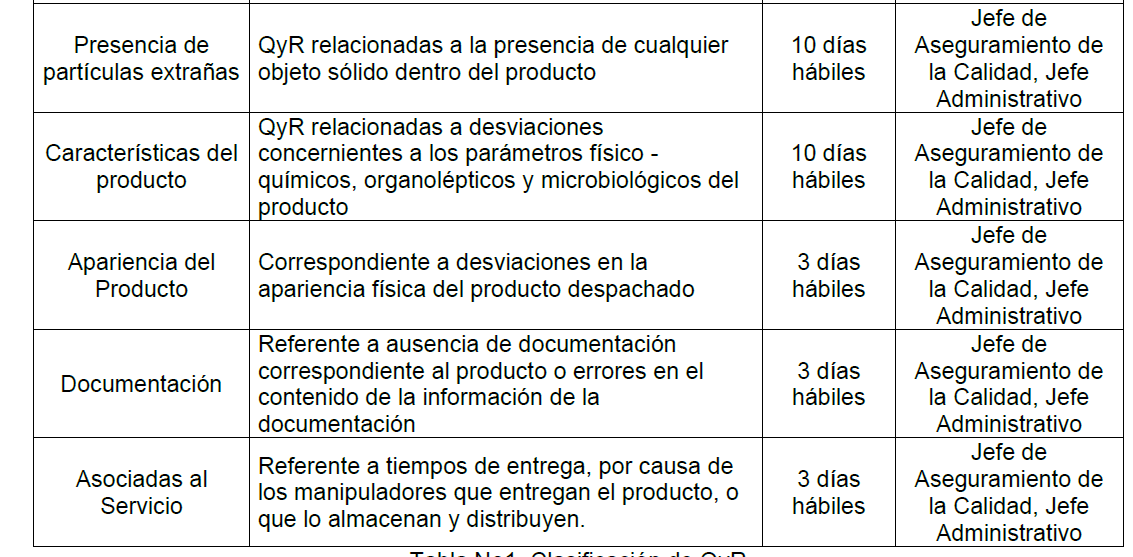 Presencia de
partículas extrañas
QyR relacionadas a la presencia de cualquier
objeto sólido dentro del producto
10 días
hábiles
Jefe de
Aseguramiento de
la Calidad, Jefe
Administrativo
Características del
producto
QyR relacionadas a desviaciones
concernientes a los parámetros físico -
químicos, organolépticos y microbiológicos del
producto
10 días
hábiles
Jefe de
Aseguramiento de
la Calidad, Jefe
Administrativo
Apariencia del
Producto
Correspondiente a desviaciones en la
apariencia física del producto despachado
3 días
hábiles
Jefe de
Aseguramiento de
la Calidad, Jefe
Administrativo
Documentación
Referente a ausencia de documentación
correspondiente al producto o errores en el
contenido de la información de la
documentación
3 días
hábiles
Jefe de
Aseguramiento de
la Calidad, Jefe
Administrativo
Asociadas al
Servicio
Referente a tiempos de entrega, por causa de
los manipuladores que entregan el producto, o
que lo almacenan y distribuyen.
3 días
hábiles
Jefe de
Aseguramiento de
la Calidad, Jefe
Administrativo
Tabla No1. Clasificación de QyR